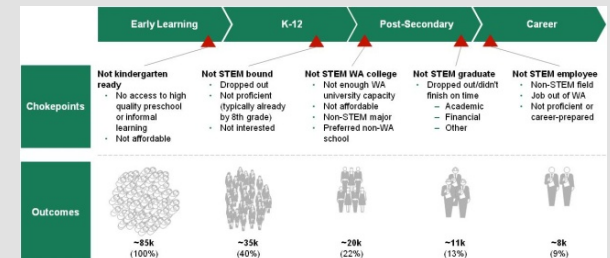 Early Learning
K-12
Post-Secondary
Career
Chokepoints
Not kindergarten
ready
• No access to high
quality preschool
or informal
learning
• Not affordable
Not STEM bound
• Dropped out
• Not proficient
(typically already
by 8th grade)
• Not interested
Not STEM WA college
• Not enough WA
university capacity
• Not affordable
• Non-STEM major
• Preferred non-WA
school
Not STEM graduate
• Dropped out/didn't
finish on time
– Academic
– Financial
– Other
Not STEM employee
• Non-STEM field
• Job out of WA
• Not proficient or
career-prepared
Outcomes
~85k
(100%)
~35k
(40%)
~20k
(22%)
~11k
(13%)
~8k
(9%)